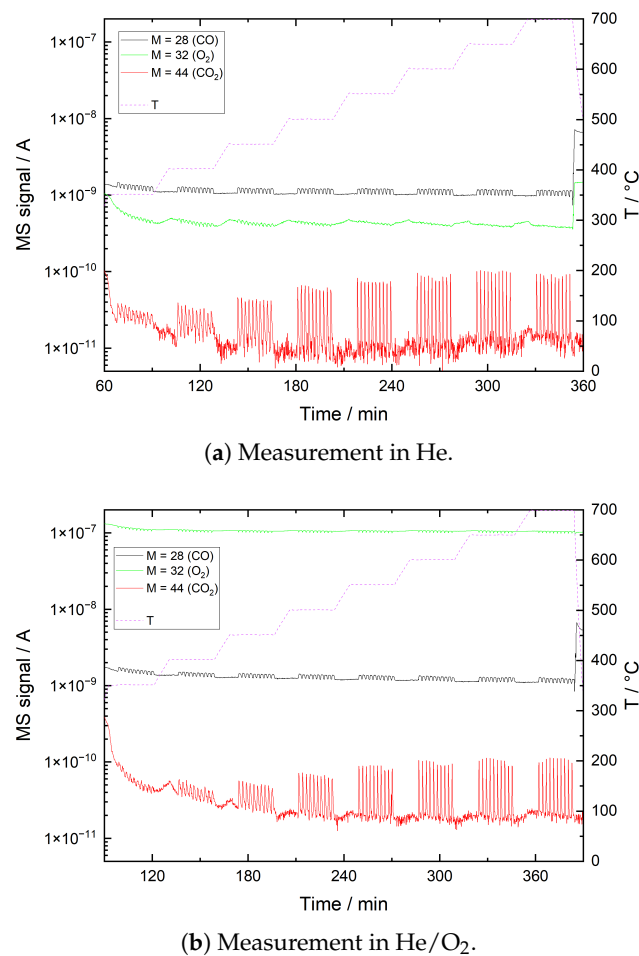 1×10⁻⁷
1×10⁻⁸
1×10⁻⁹
1×10⁻¹⁰
1×10⁻¹¹
MS signal / A
M = 28 (CO)
M = 32 (O₂)
M = 44 (CO₂)
T
700
600
500
400
300
200
100
0
T / °C
60 120 180 240 300 360
Time / min
(a) Measurement in He.
1×10⁻⁷
1×10⁻⁸
1×10⁻⁹
1×10⁻¹⁰
1×10⁻¹¹
MS signal / A
M = 28 (CO)
M = 32 (O₂)
M = 44 (CO₂)
T
700
600
500
400
300
200
100
0
T / °C
120 180 240 300 360
Time / min
(b) Measurement in He/O₂.